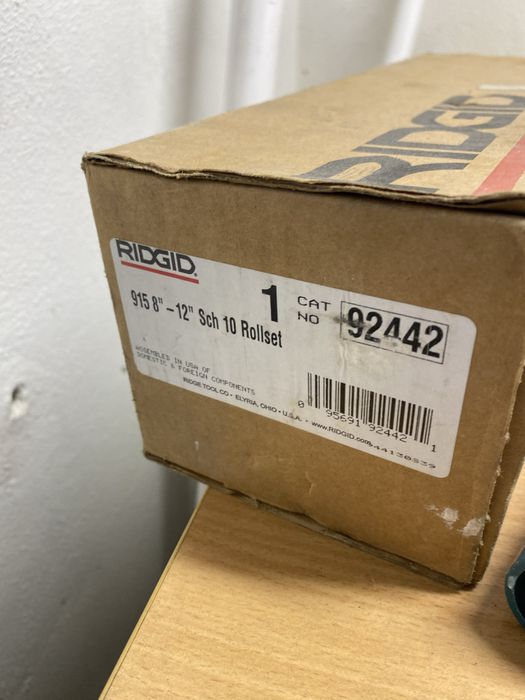 RIDGID
RIDGID
915 8" – 12" Sch 10 Rollset
1
CAT
NO
92442
ASSEMBLED IN USA OF
DOMESTIC & FOREIGN COMPONENTS
RIDGE TOOL CO • ELYRIA, OHIO • U.S.A. • www.RIDGID.com
0 95691 92442 1